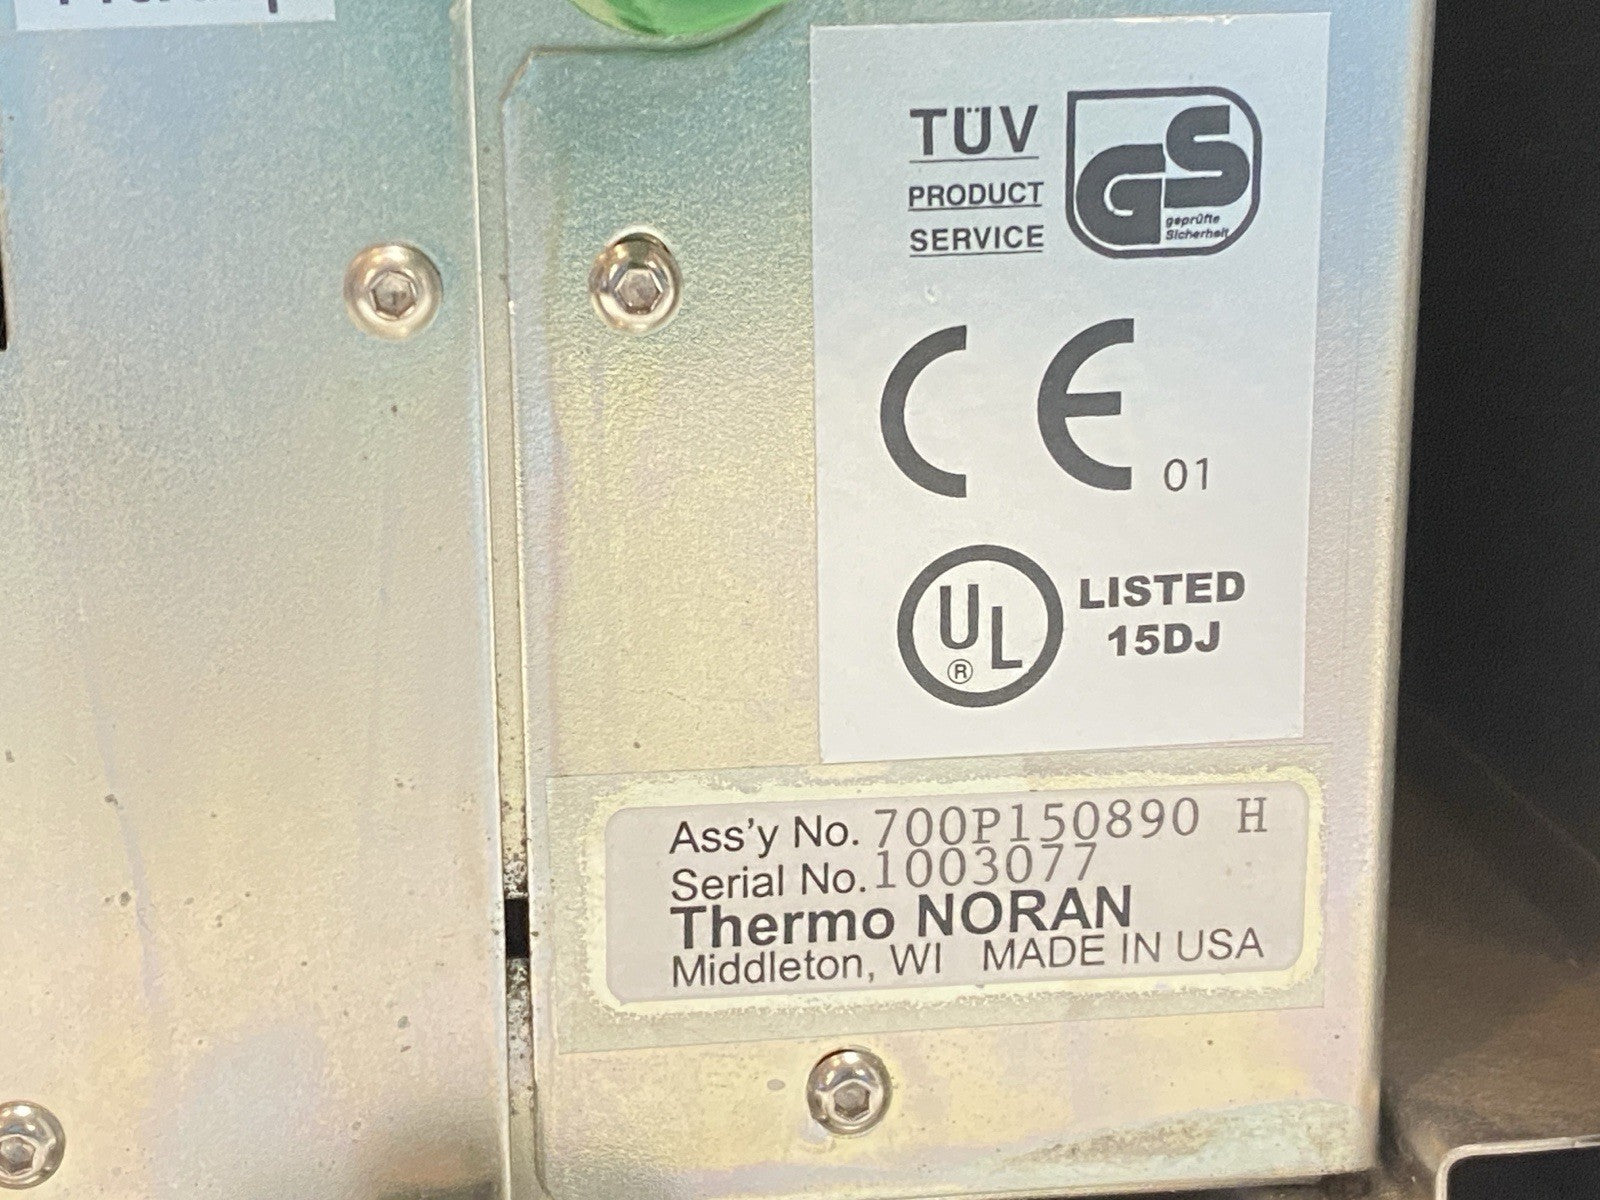 TÜV
PRODUCT
SERVICE
GS
geprüfte
Sicherheit
CE 01
UL
®
LISTED
15DJ
Ass'y No. 700P150890 H
Serial No. 1003077
Thermo NORAN
Middleton, WI MADE IN USA